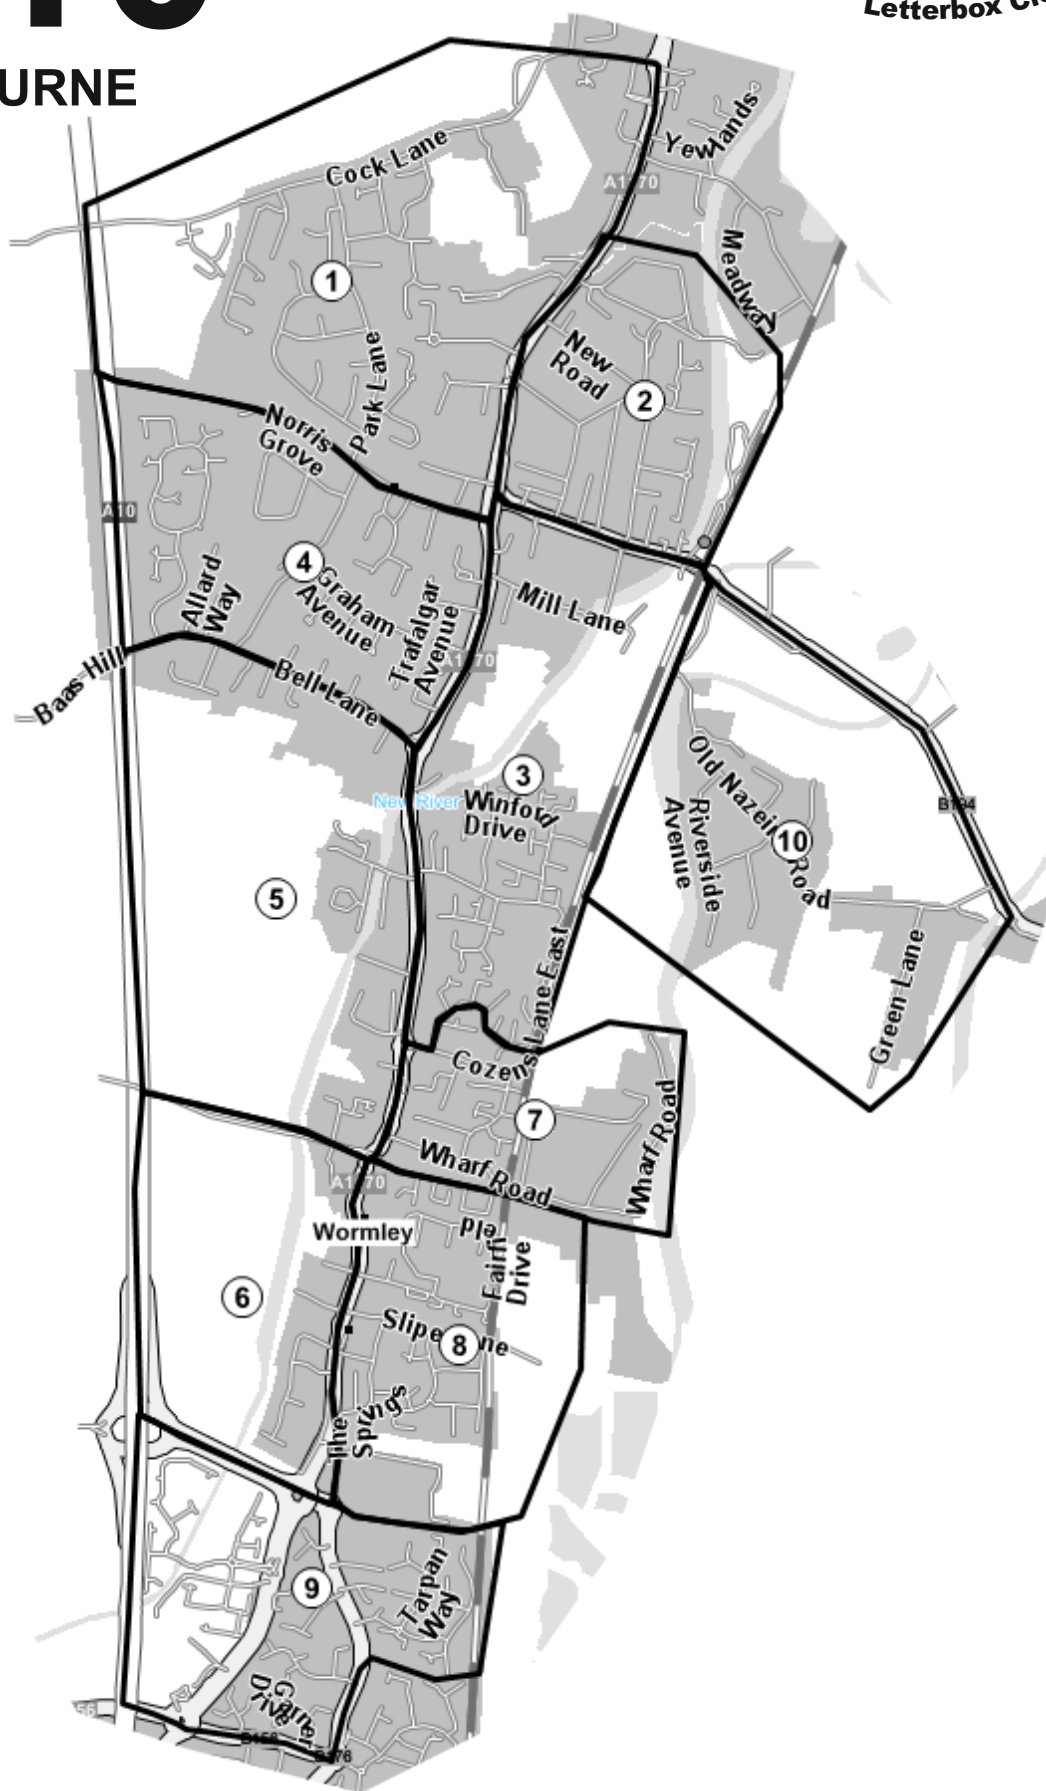 URNE
Cock Lane
Yewlands
A1170
1
Meadway
New
Road
2
Park Lane
Norris
Grove
A10
4
Allard
Way
Graham
Avenue
Trafalgar
Avenue
Mill Lane
A1170
Baas Hill
Bell Lane
3
New River
Winford
Drive
Old Nazeing Road
Riverside
Avenue
10
B194
5
Green Lane
Cozens Lane East
7
Wharf Road
Wharf Road
A1170
Wormley
Fairfield
Drive
6
8
The
Springs
9
Tarpan
Way
Garner
Drive
B176